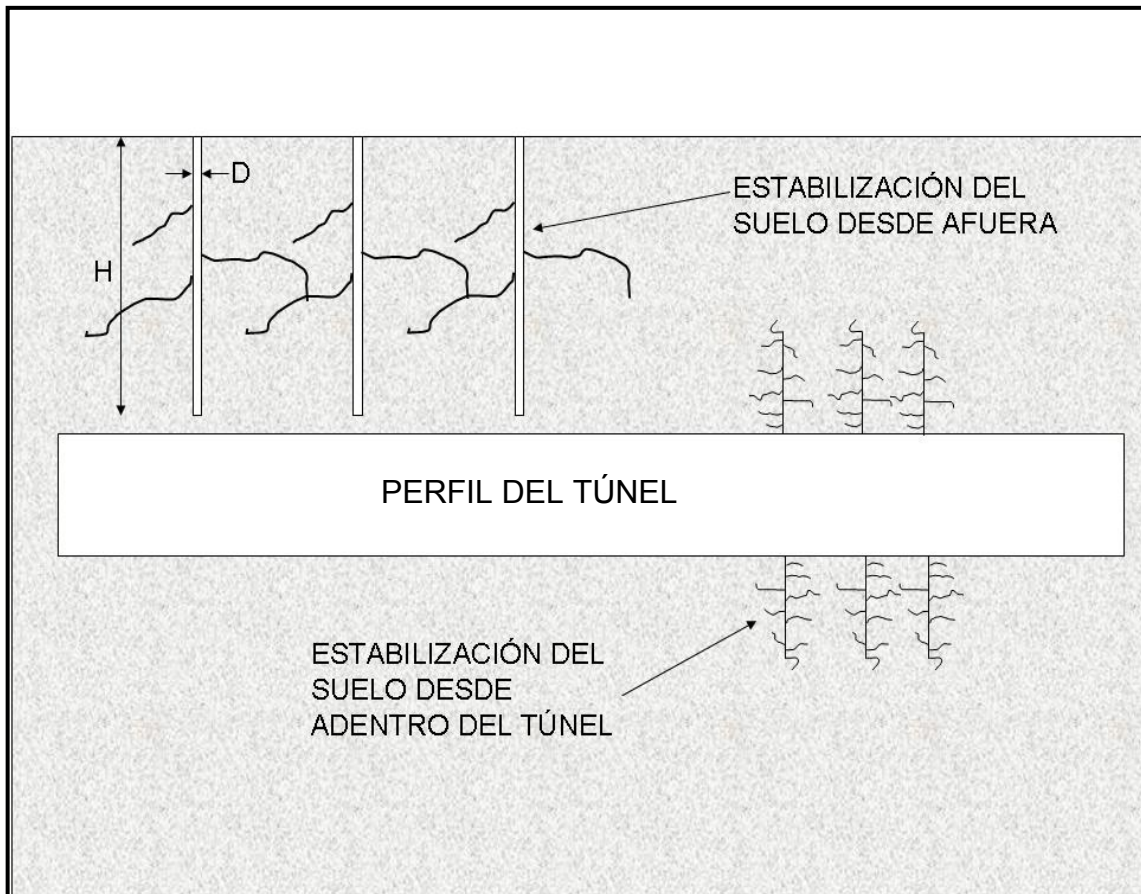 D
H
ESTABILIZACIÓN DEL
SUELO DESDE AFUERA
PERFIL DEL TÚNEL
ESTABILIZACIÓN DEL
SUELO DESDE
ADENTRO DEL TÚNEL